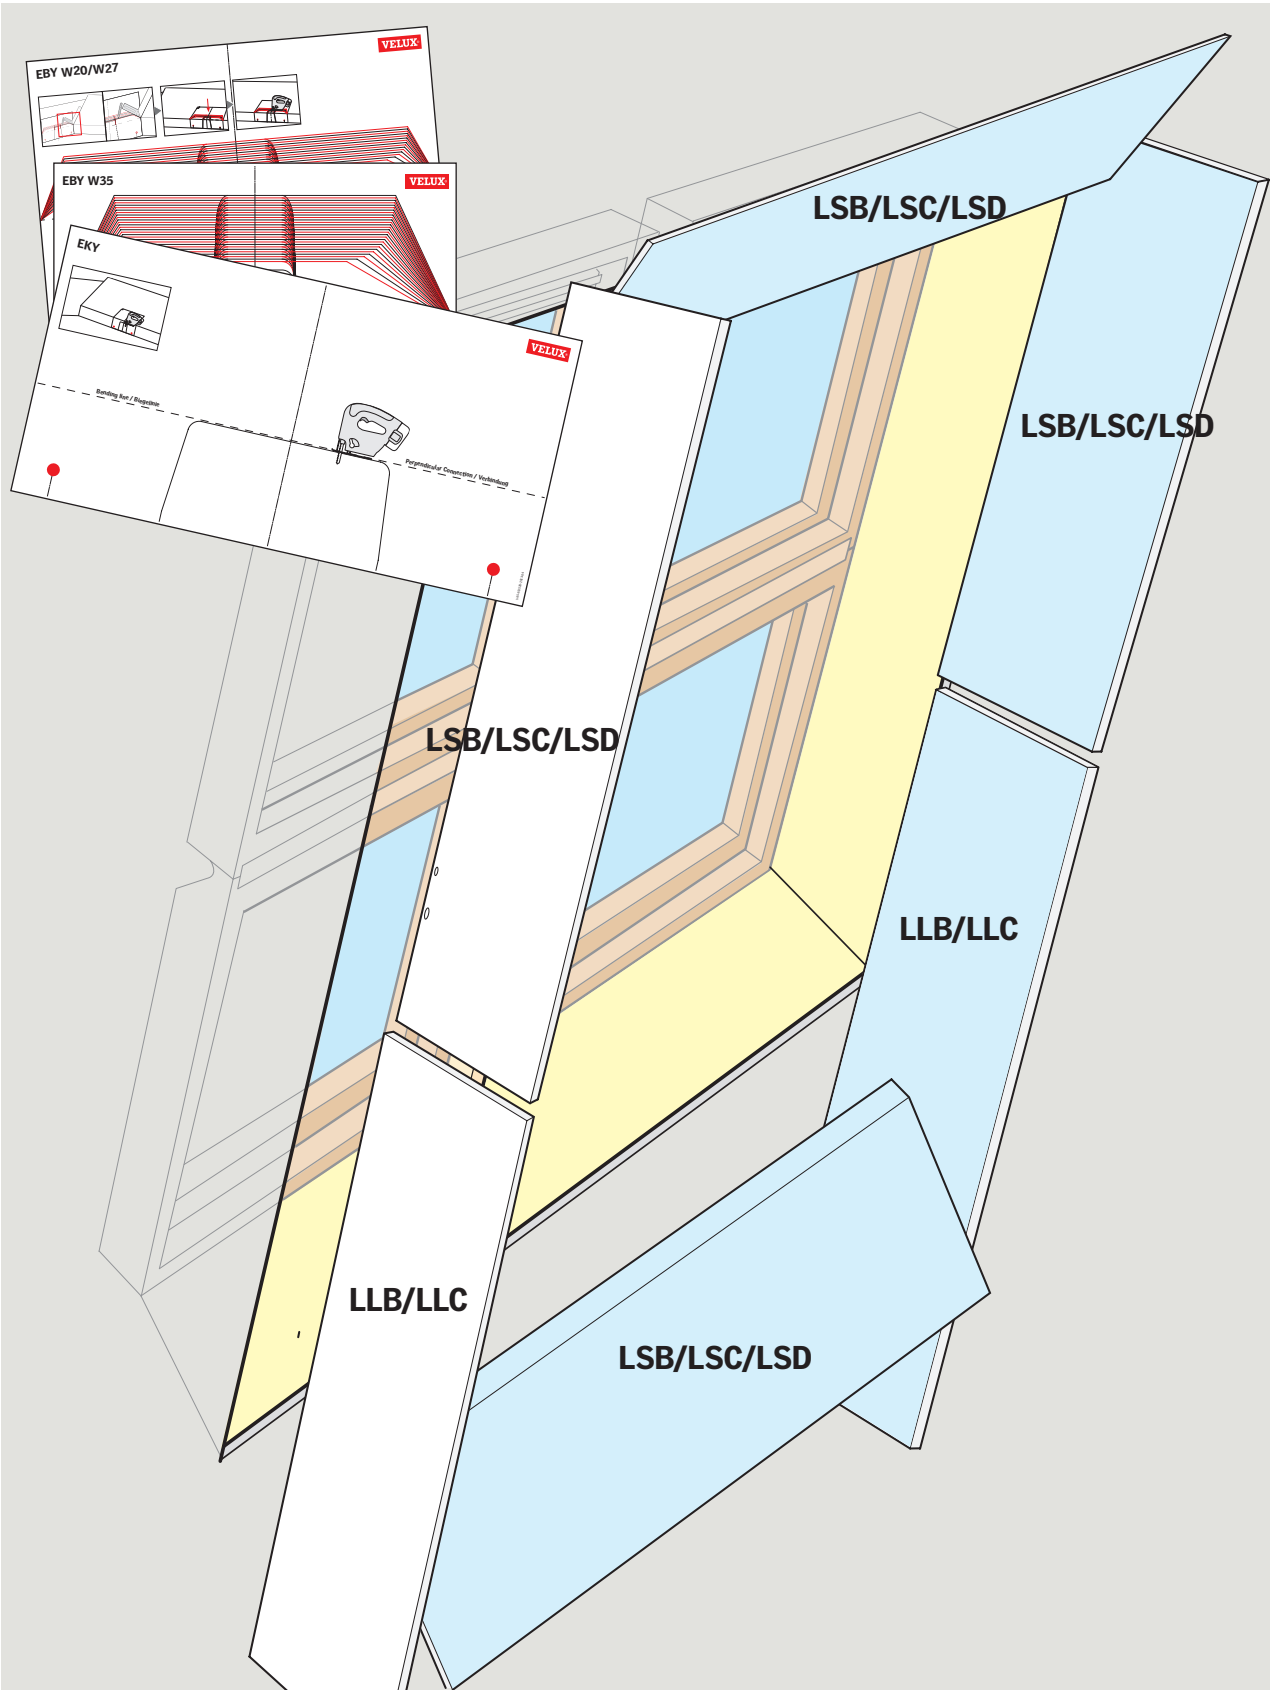 EBY W20/W27
VELUX
EBY W35
VELUX
EKY
VELUX
Bending line / Biegelinie
Perpendicular Connection / Verbindung
LSB/LSC/LSD
LSB/LSC/LSD
LSB/LSC/LSD
LLB/LLC
LLB/LLC
LSB/LSC/LSD